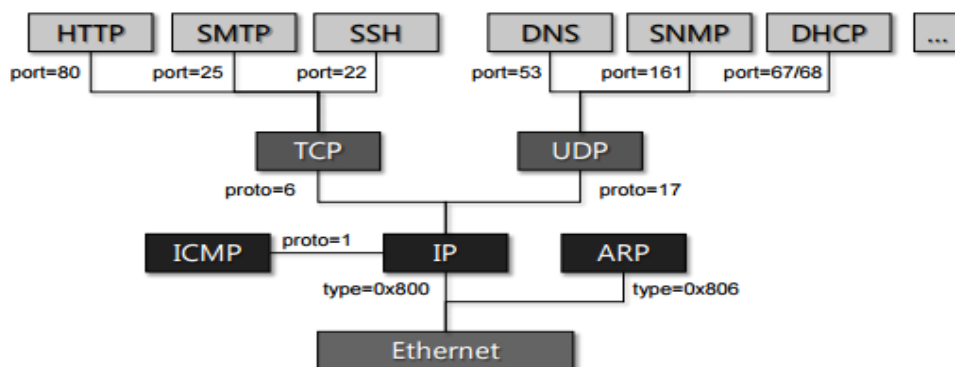 HTTP SMTP SSH DNS SNMP DHCP ...
port=80 port=25 port=22 port=53 port=161 port=67/68
TCP UDP
proto=6 proto=17
ICMP proto=1 IP ARP
type=0x800 type=0x806
Ethernet